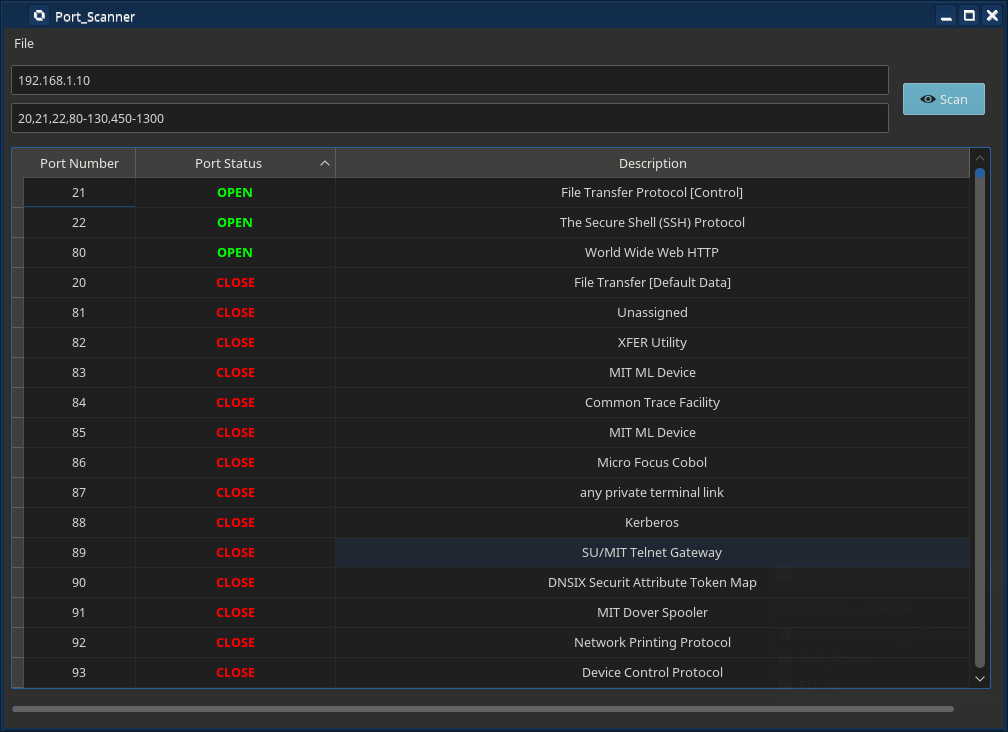 Port_Scanner
File
192.168.1.10
Scan
20,21,22,80-130,450-1300
Port Number Port Status Description
21 OPEN File Transfer Protocol [Control]
22 OPEN The Secure Shell (SSH) Protocol
80 OPEN World Wide Web HTTP
20 CLOSE File Transfer [Default Data]
81 CLOSE Unassigned
82 CLOSE XFER Utility
83 CLOSE MIT ML Device
84 CLOSE Common Trace Facility
85 CLOSE MIT ML Device
86 CLOSE Micro Focus Cobol
87 CLOSE any private terminal link
88 CLOSE Kerberos
89 CLOSE SU/MIT Telnet Gateway
90 CLOSE DNSIX Securit Attribute Token Map
91 CLOSE MIT Dover Spooler
92 CLOSE Network Printing Protocol
93 CLOSE Device Control Protocol